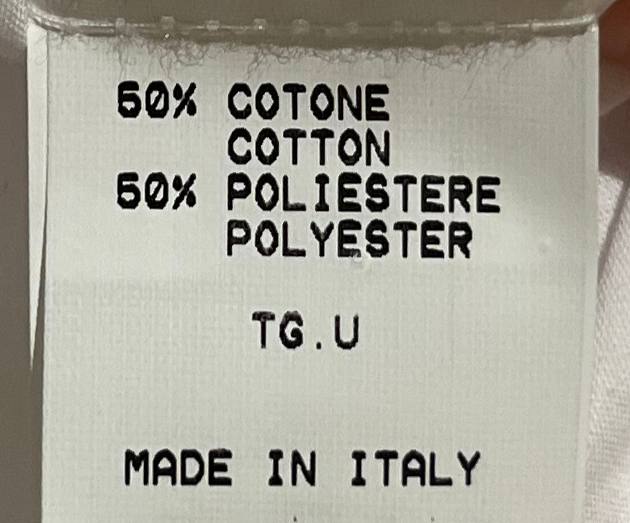 50% COTONE
COTTON
50% POLIESTERE
POLYESTER
TG.U
MADE IN ITALY